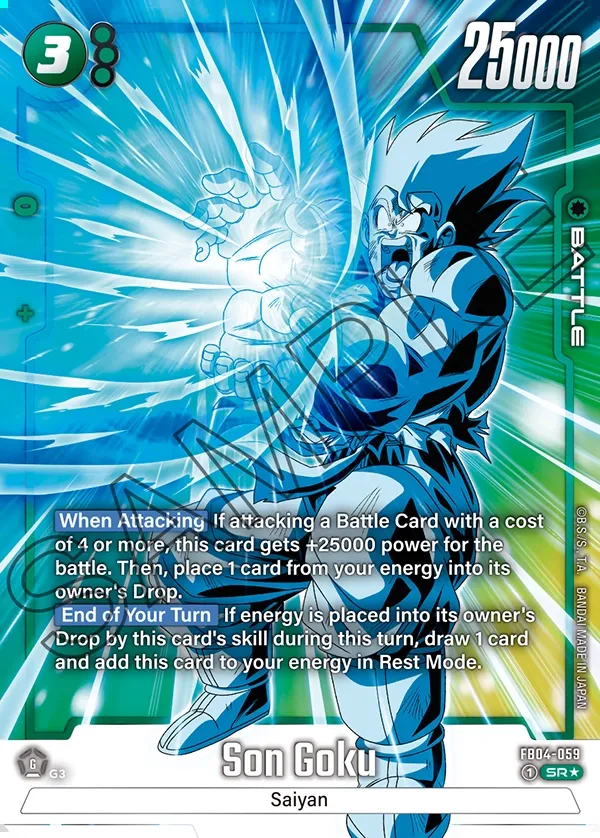 3
25000
0
+
BATTLE
SAMPLE
When Attacking If attacking a Battle Card with a cost
of 4 or more, this card gets +25000 power for the
battle. Then, place 1 card from your energy into its
owner's Drop.
End of Your Turn If energy is placed into its owner's
Drop by this card's skill during this turn, draw 1 card
and add this card to your energy in Rest Mode.
©B.S./S., T.A. BANDAI MADE IN JAPAN
G
G3
Son Goku
FB04-059
1 SR★
Saiyan